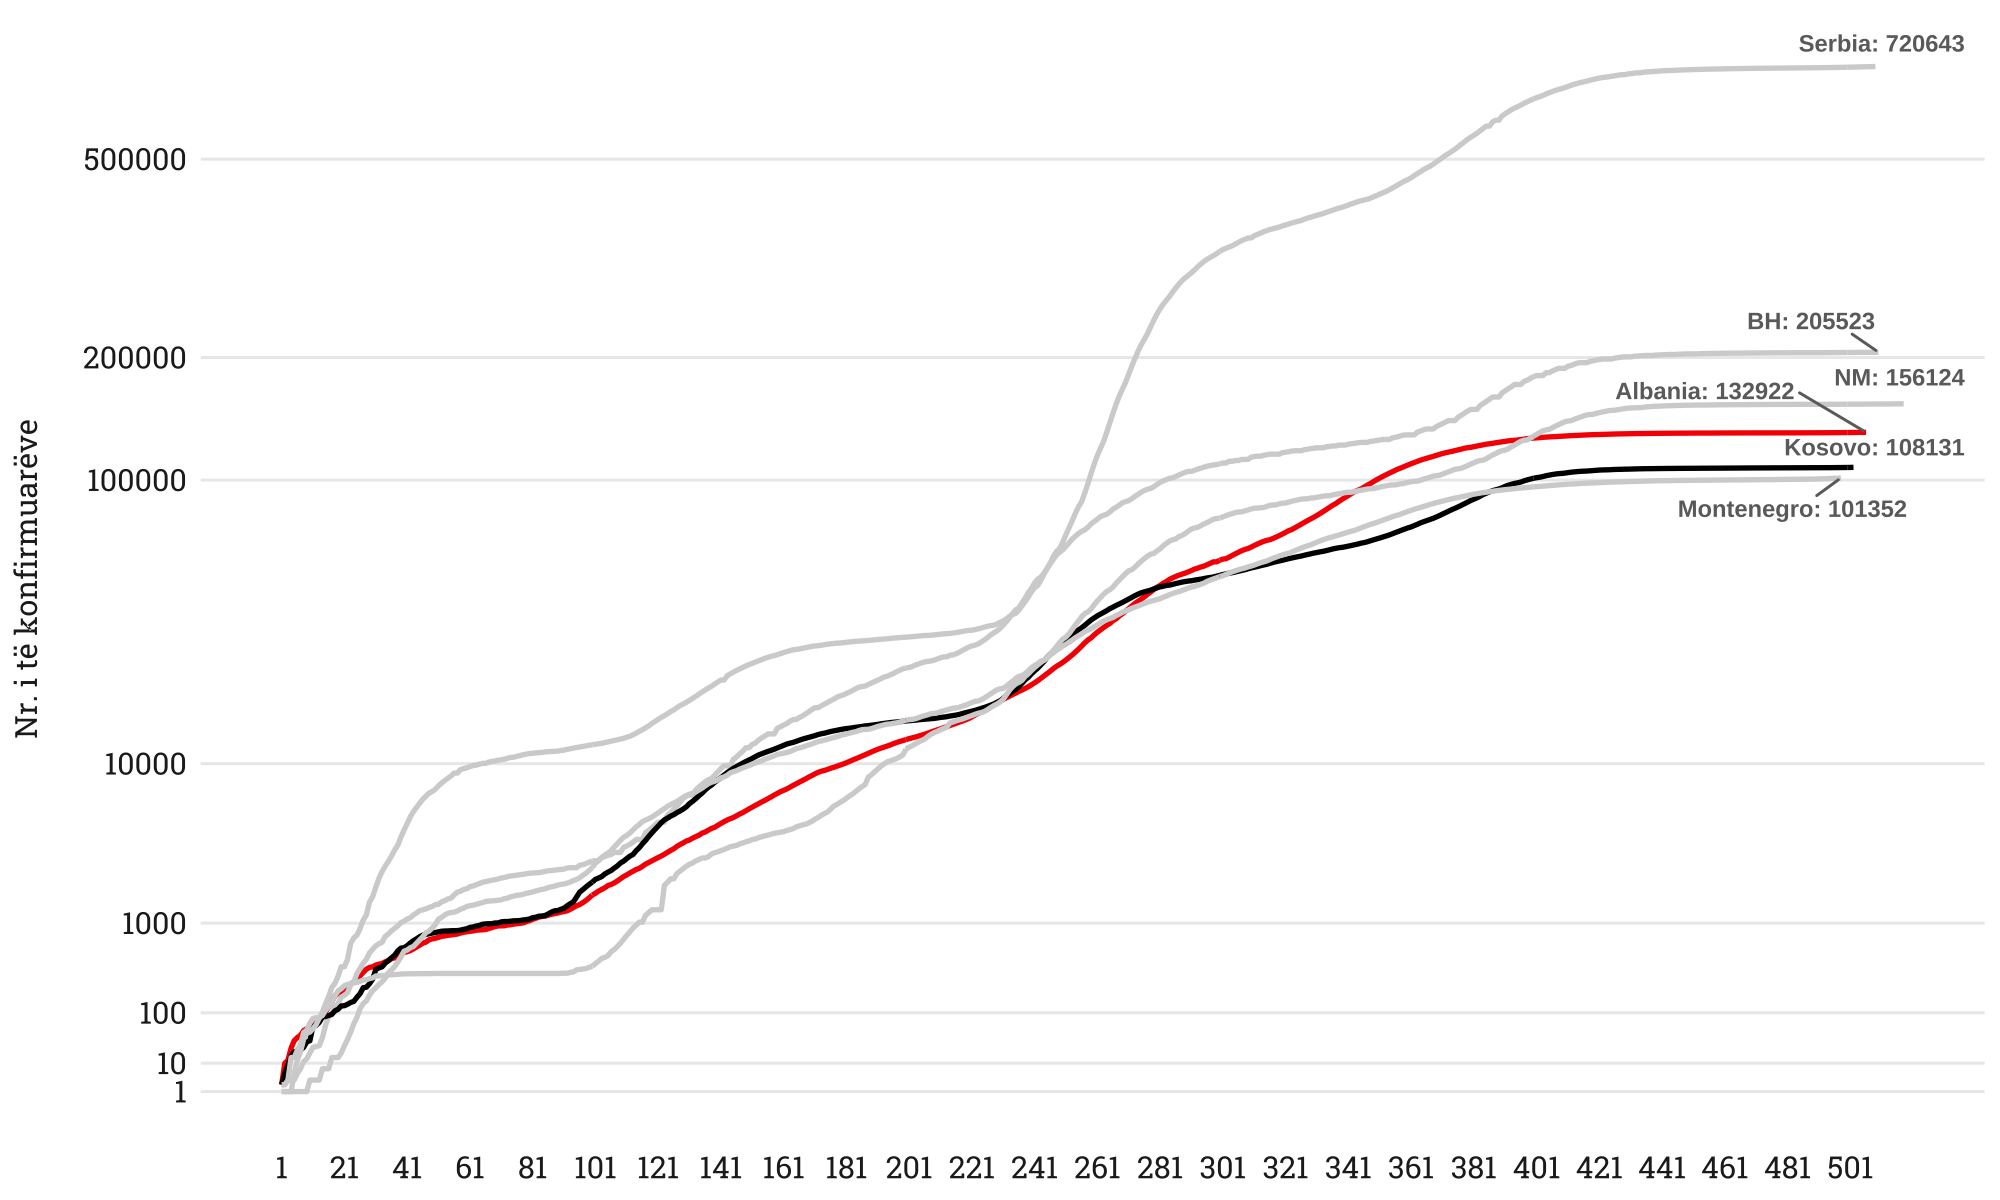 Serbia: 720643
500000
BH: 205523
200000
NM: 156124
Albania: 132922
Kosovo: 108131
100000
Montenegro: 101352
Nr. i të konfirmuarëve
10000
1000
100
10
1
1 21 41 61 81 101 121 141 161 181 201 221 241 261 281 301 321 341 361 381 401 421 441 461 481 501